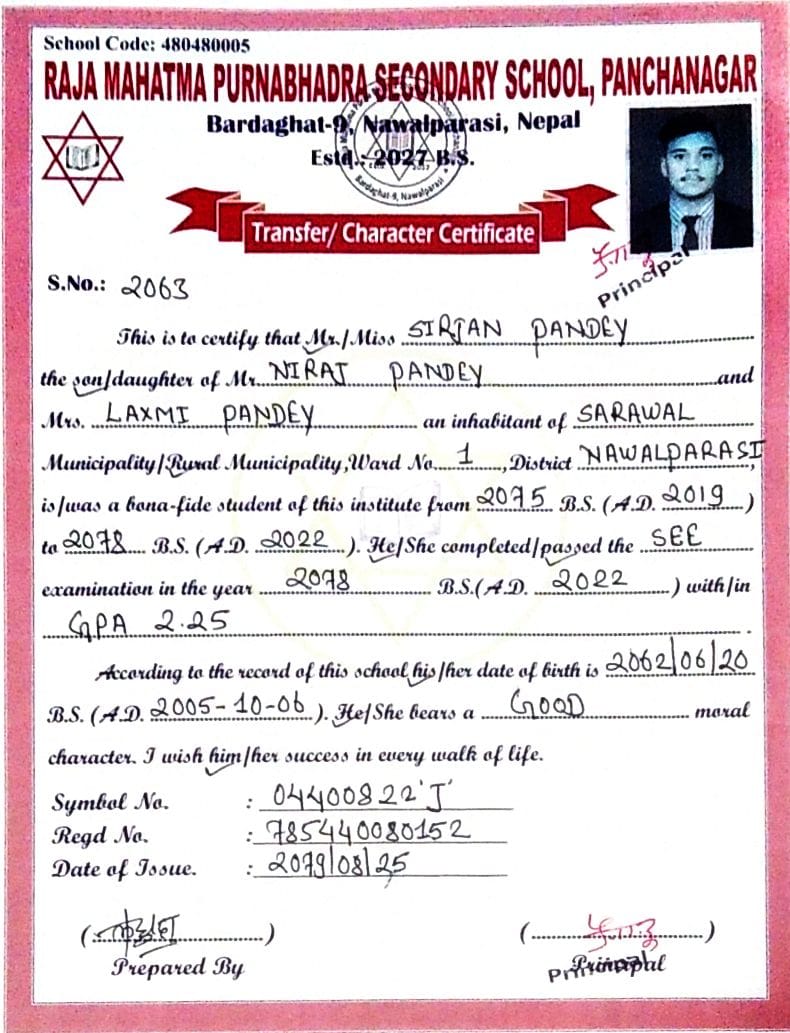 School Code: 480480005
RAJA MAHATMA PURNABHADRA SECONDARY SCHOOL, PANCHANAGAR
Bardaghat-9, Nawalparasi, Nepal
Estd.: 2027 B.S.
Bardaghat-9, Nawalparasi
Transfer/ Character Certificate
Principal
S.No.: 2063
This is to certify that Mr./Miss SIRJAN PANDEY
the son/daughter of Mr. NIRAJ PANDEY and
Mrs. LAXMI PANDEY an inhabitant of SARAWAL
Municipality/Rural Municipality, Ward No. 1, District NAWALPARASI,
is/was a bona-fide student of this institute from 2075 B.S. (A.D. 2019)
to 2078 B.S. (A.D. 2022). He/She completed/passed the SEE
examination in the year 2078 B.S.(A.D. 2022) with/in
GPA 2.25
According to the record of this school his/her date of birth is 2062/06/20
B.S. (A.D. 2005-10-06). He/She bears a GOOD moral
character. I wish him/her success in every walk of life.
Symbol No. : 04400822'J'
Regd No. : 785440080152
Date of Issue. : 2079/08/25
Prepared By
Principal
Principal